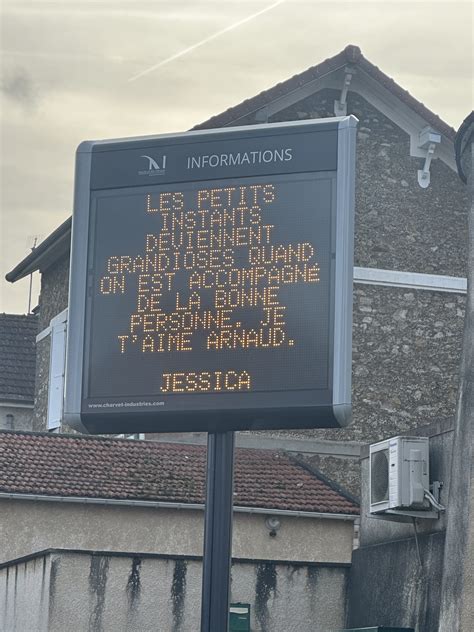 INFORMATIONS
LES PETITS
INSTANTS
DEVIENNENT
GRANDIOSES QUAND
ON EST ACCOMPAGNÉ
DE LA BONNE
PERSONNE. JE
T'AIME ARNAUD.
JESSICA
www.charvet-industries.com